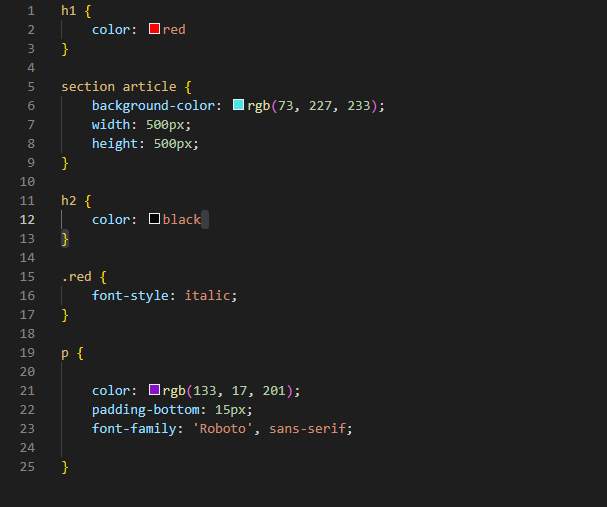 1 h1 {
2     color: red
3 }
4
5 section article {
6     background-color: rgb(73, 227, 233);
7     width: 500px;
8     height: 500px;
9 }
10
11 h2 {
12     color: black
13 }
14
15 .red {
16     font-style: italic;
17 }
18
19 p {
20
21     color: rgb(133, 17, 201);
22     padding-bottom: 15px;
23     font-family: 'Roboto', sans-serif;
24
25 }